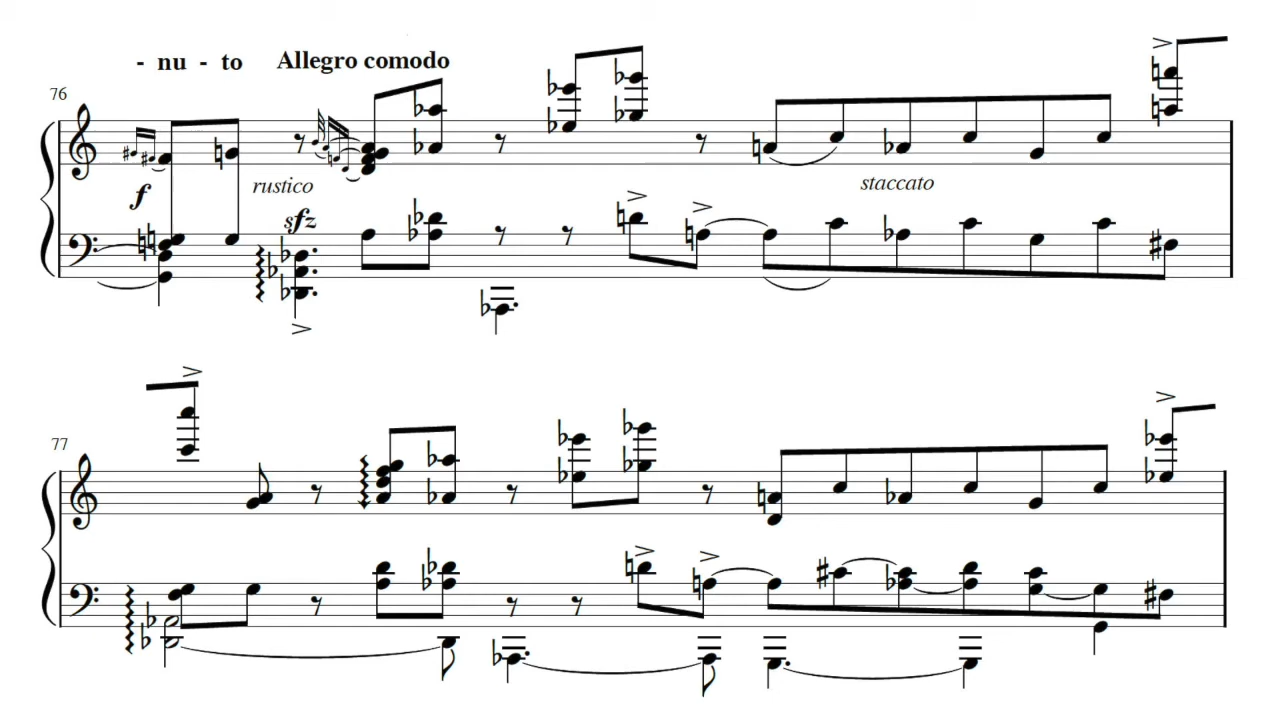 - nu - to Allegro comodo
76
f
rustico
sfz
staccato
77